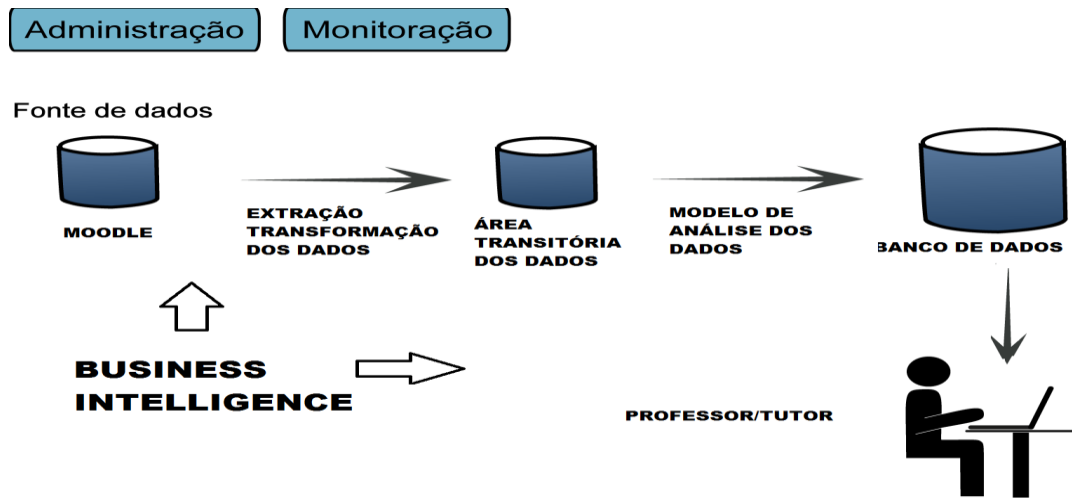 Administração
Monitoração
Fonte de dados
MOODLE
EXTRAÇÃO
TRANSFORMAÇÃO
DOS DADOS
ÁREA
TRANSITÓRIA
DOS DADOS
MODELO DE
ANÁLISE DOS
DADOS
BANCO DE DADOS
BUSINESS
INTELLIGENCE
PROFESSOR/TUTOR